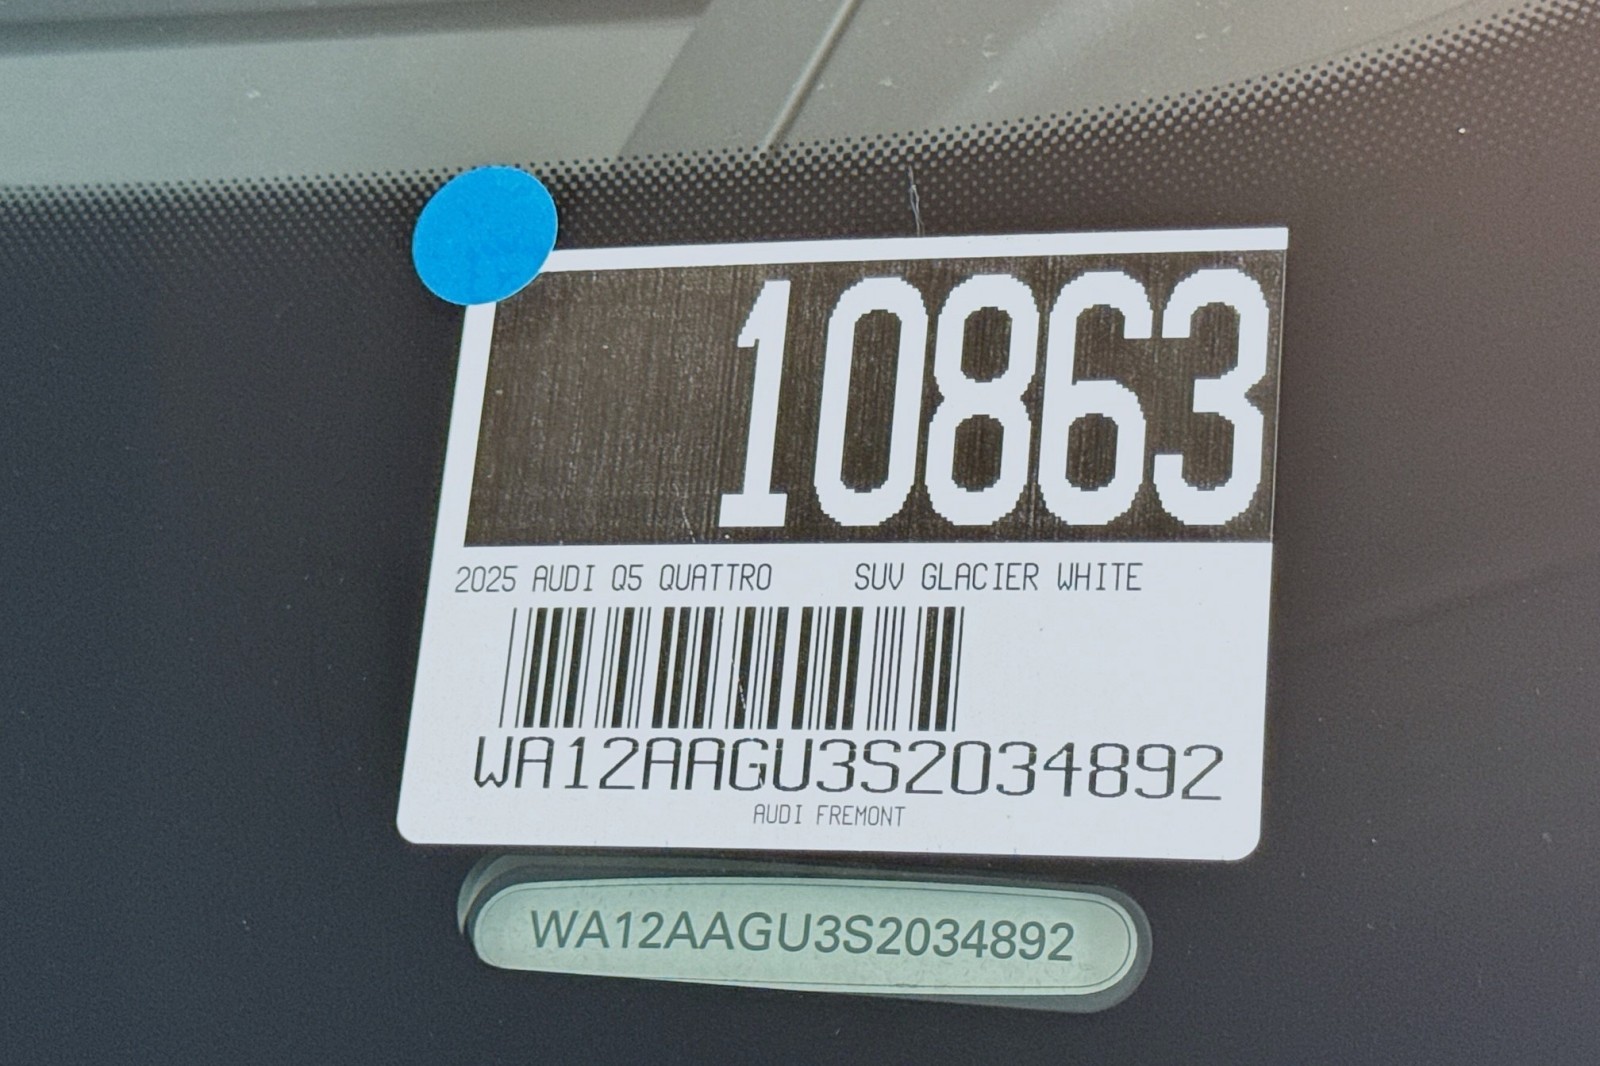 10863
2025 AUDI Q5 QUATTRO SUV GLACIER WHITE
WA12AAGU3S2034892
AUDI FREMONT
WA12AAGU3S2034892